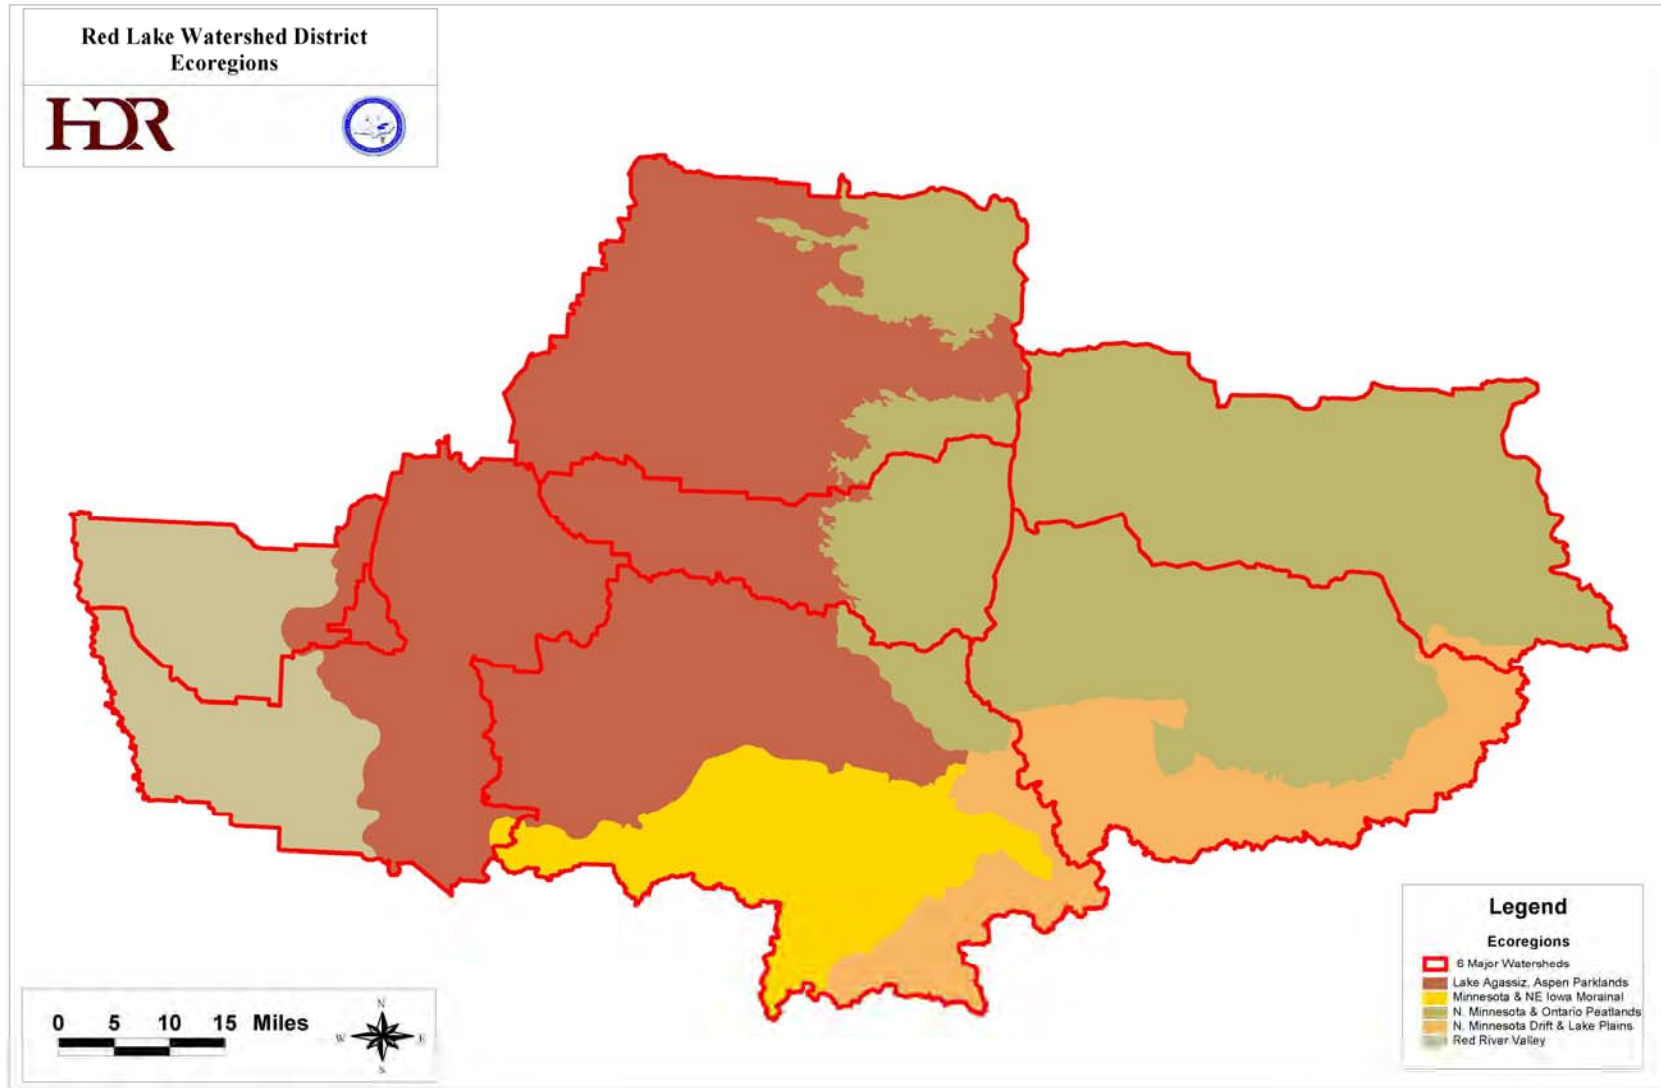 Red Lake Watershed District
Ecoregions
HDR
Legend
Ecoregions
6 Major Watersheds
Lake Agassiz, Aspen Parklands
Minnesota & NE Iowa Morainal
N. Minnesota & Ontario Peatlands
N. Minnesota Drift & Lake Plains
Red River Valley
0 5 10 15 Miles
N
W E
S